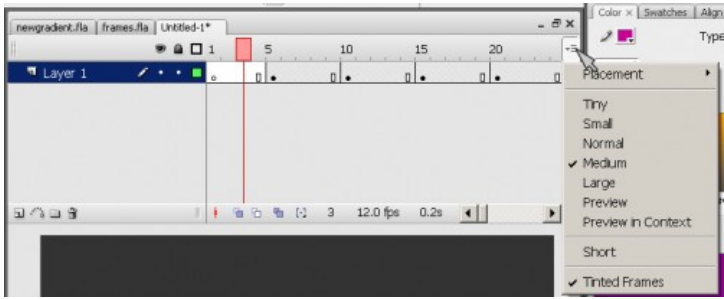 newgradient.fla frames.fla Untitled-1*
Color × Swatches Align
Type
1 5 10 15 20
Layer 1
Placement
Tiny
Small
Normal
Medium
Large
Preview
Preview in Context
Short
Tinted Frames
3 12.0 fps 0.2s